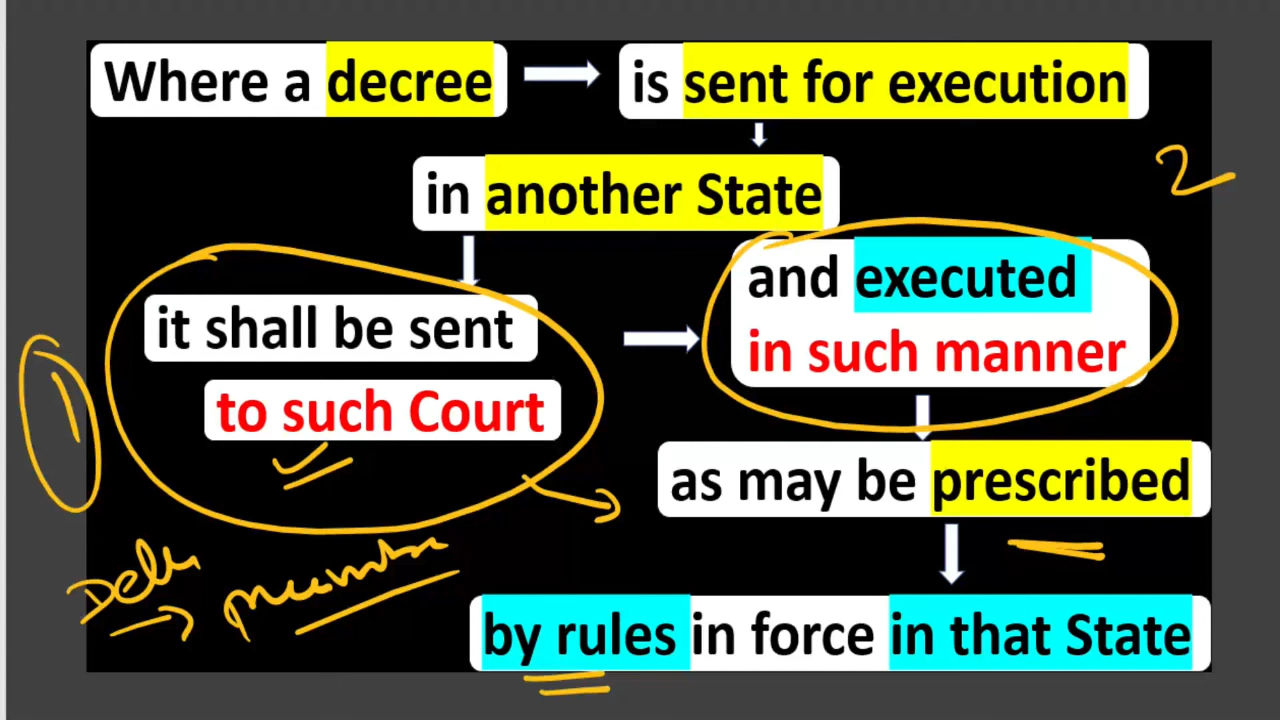 Where a decree
is sent for execution
in another State
2
it shall be sent
to such Court
and executed
in such manner
1
as may be prescribed
by rules in force in that State